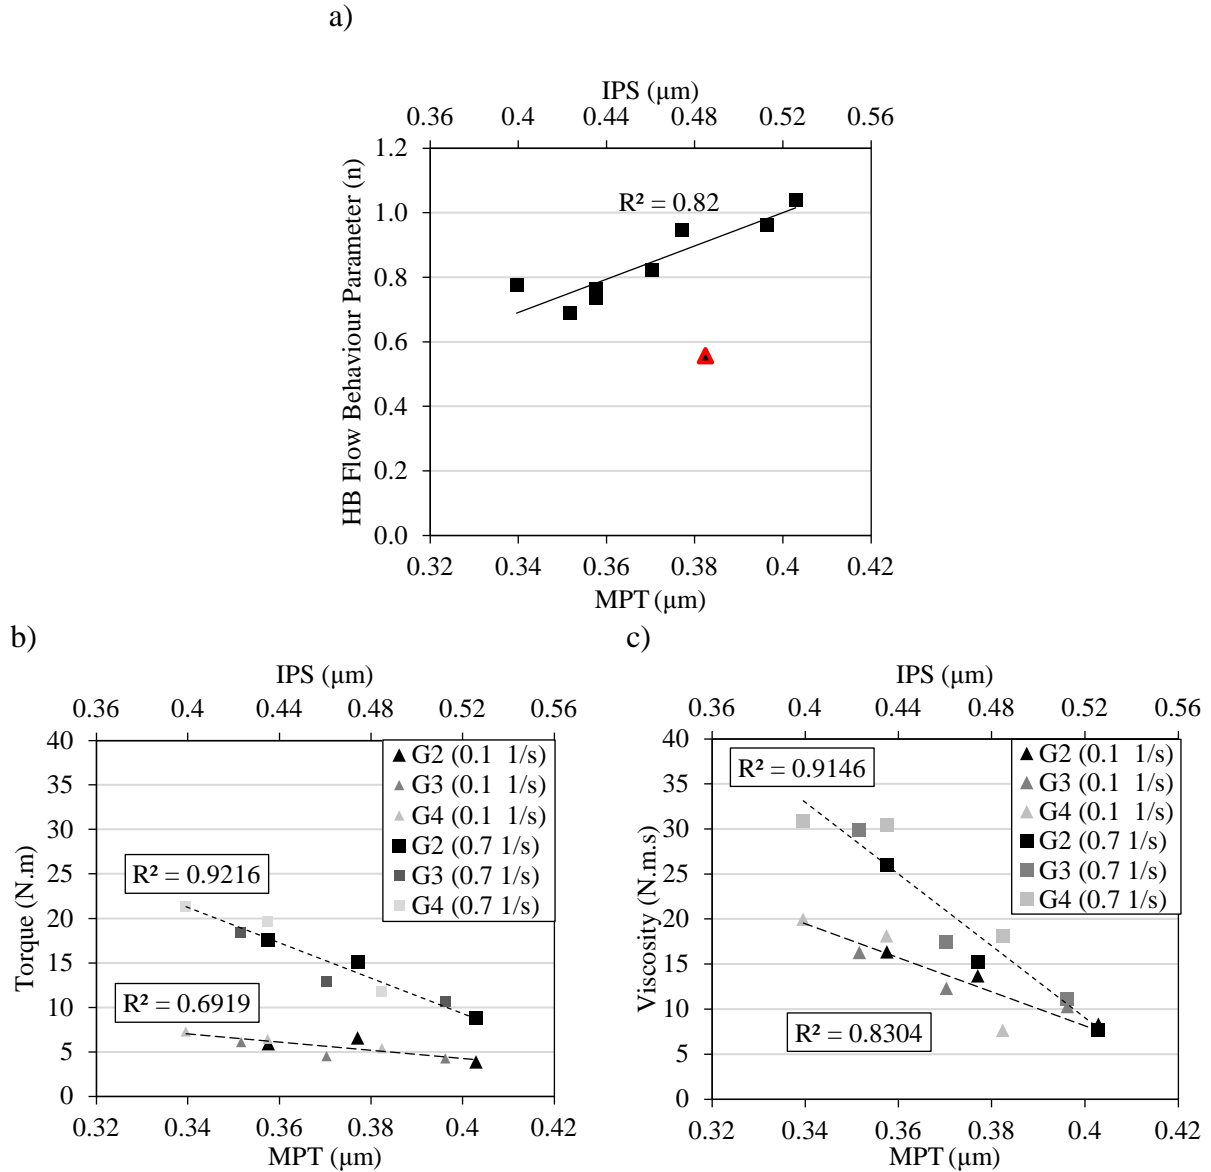 a)
IPS (μm)
0.36 0.4 0.44 0.48 0.52 0.56
HB Flow Behaviour Parameter (n)
1.2
1.0
0.8
0.6
0.4
0.2
0.0
R² = 0.82
0.32 0.34 0.36 0.38 0.4 0.42
MPT (μm)
b)
IPS (μm)
0.36 0.4 0.44 0.48 0.52 0.56
Torque (N.m)
40
35
30
25
20
15
10
5
0
G2 (0.1 1/s)
G3 (0.1 1/s)
G4 (0.1 1/s)
G2 (0.7 1/s)
G3 (0.7 1/s)
G4 (0.7 1/s)
R² = 0.9216
R² = 0.6919
0.32 0.34 0.36 0.38 0.4 0.42
MPT (μm)
c)
IPS (μm)
0.36 0.4 0.44 0.48 0.52 0.56
Viscosity (N.m.s)
40
35
30
25
20
15
10
5
0
G2 (0.1 1/s)
G3 (0.1 1/s)
G4 (0.1 1/s)
G2 (0.7 1/s)
G3 (0.7 1/s)
G4 (0.7 1/s)
R² = 0.9146
R² = 0.8304
0.32 0.34 0.36 0.38 0.4 0.42
MPT (μm)